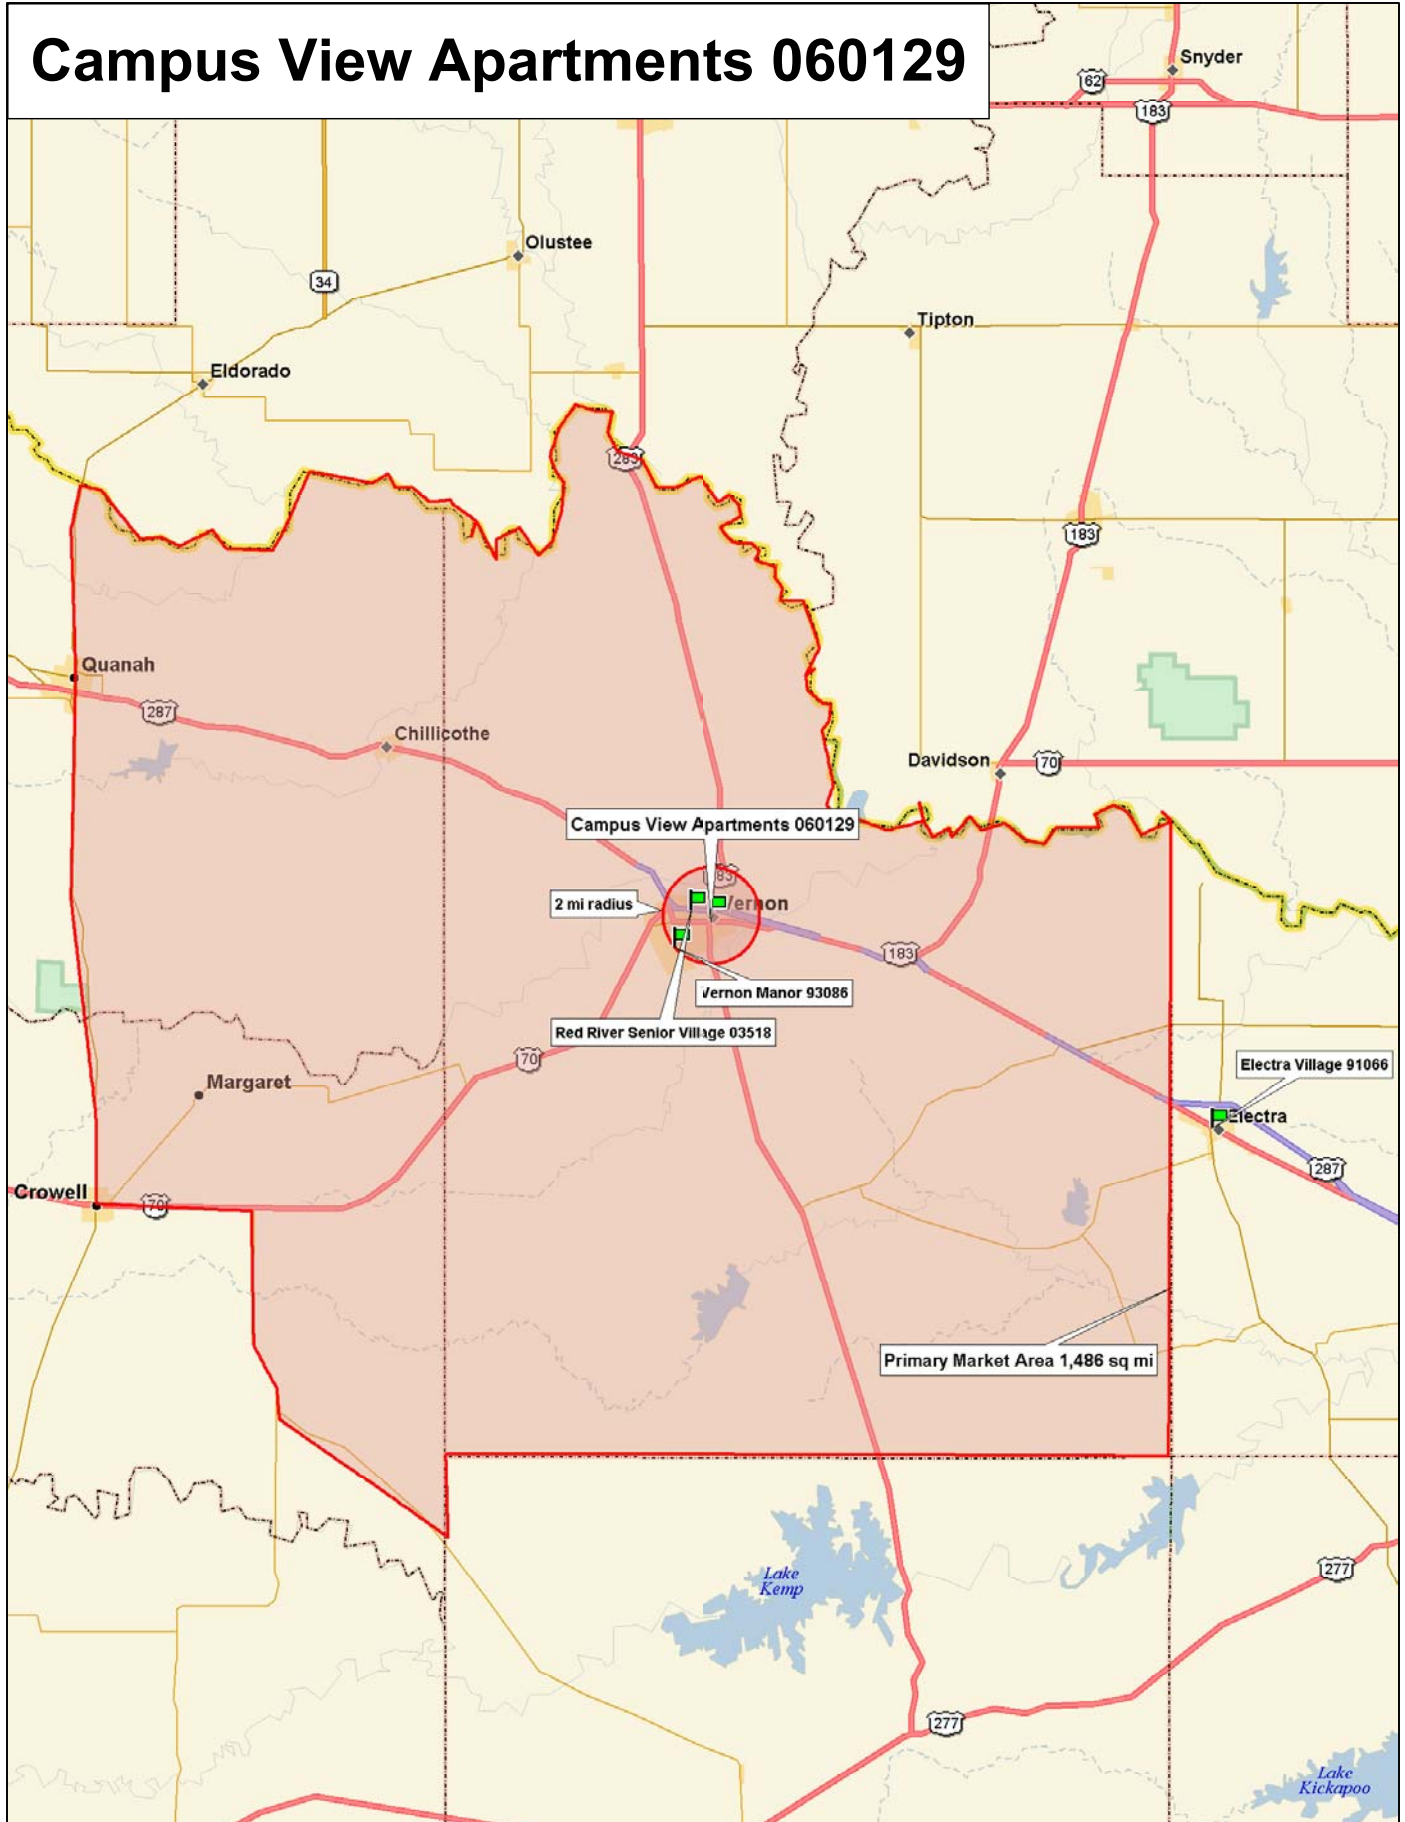 Campus View Apartments 060129
Snyder
62
183
Olustee
34
Tipton
Eldorado
283
183
Quanah
287
Chillicothe
Davidson
70
Campus View Apartments 060129
2 mi radius
Vernon
183
Vernon Manor 93086
Red River Senior Village 03518
70
Electra Village 91066
Margaret
Electra
287
Crowell
70
Primary Market Area 1,486 sq mi
Lake
Kemp
277
277
Lake
Kickapoo